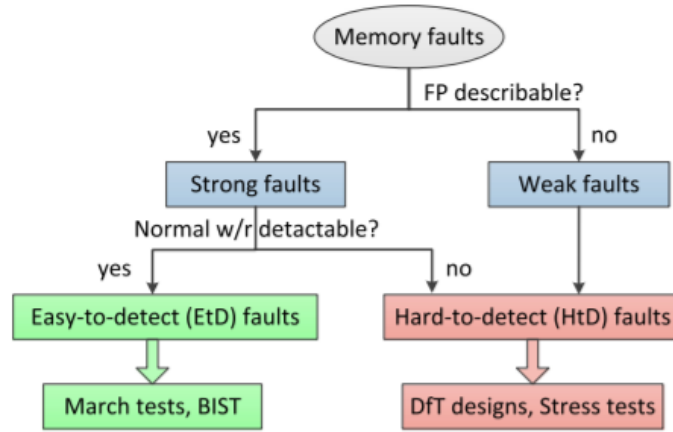 Memory faults
FP describable?
yes
no
Strong faults
Weak faults
Normal w/r detactable?
yes
no
Easy-to-detect (EtD) faults
Hard-to-detect (HtD) faults
March tests, BIST
DfT designs, Stress tests